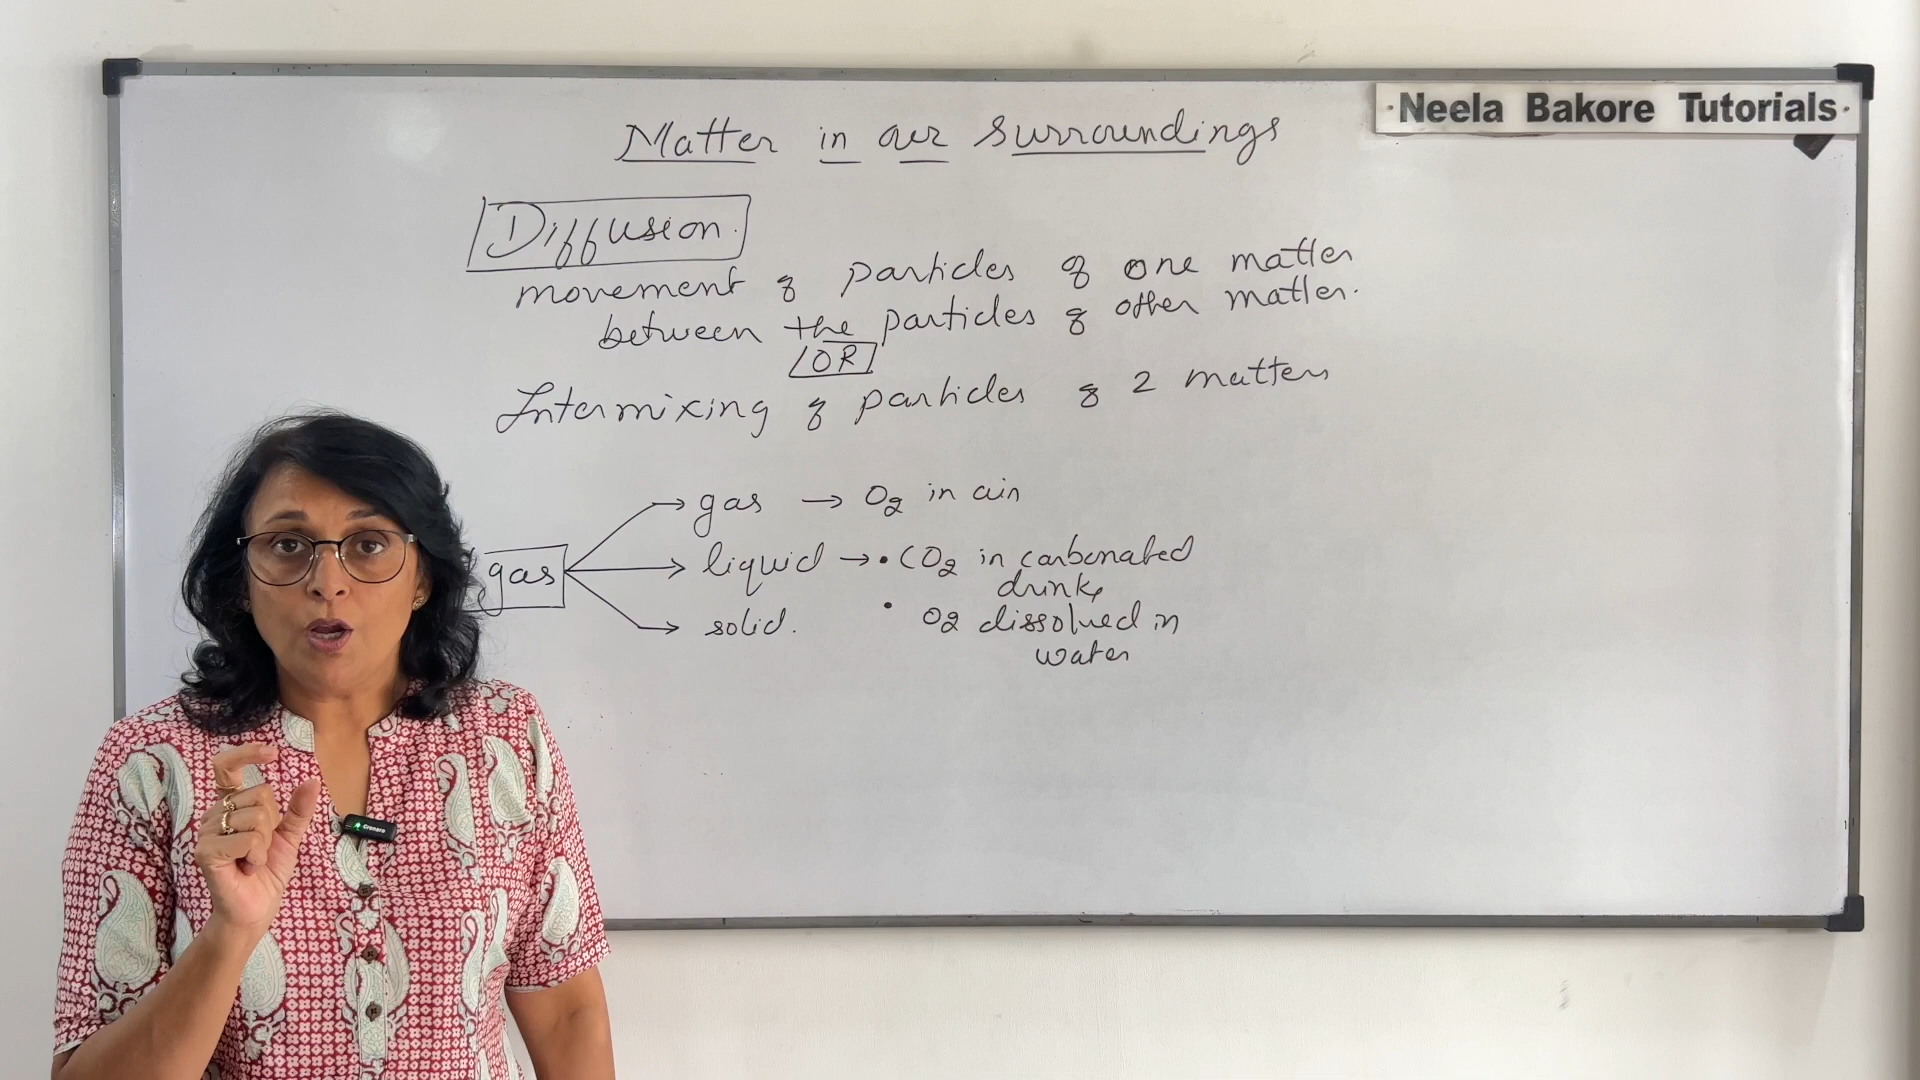 Neela Bakore Tutorials
Matter in our surroundings
Diffusion.
movement of particles of one matter
between the particles of other matter.
OR
Intermixing of particles of 2 matters
gas → O2 in air
gas → liquid → • CO2 in carbonated
drinks
solid. • O2 dissolved in
water